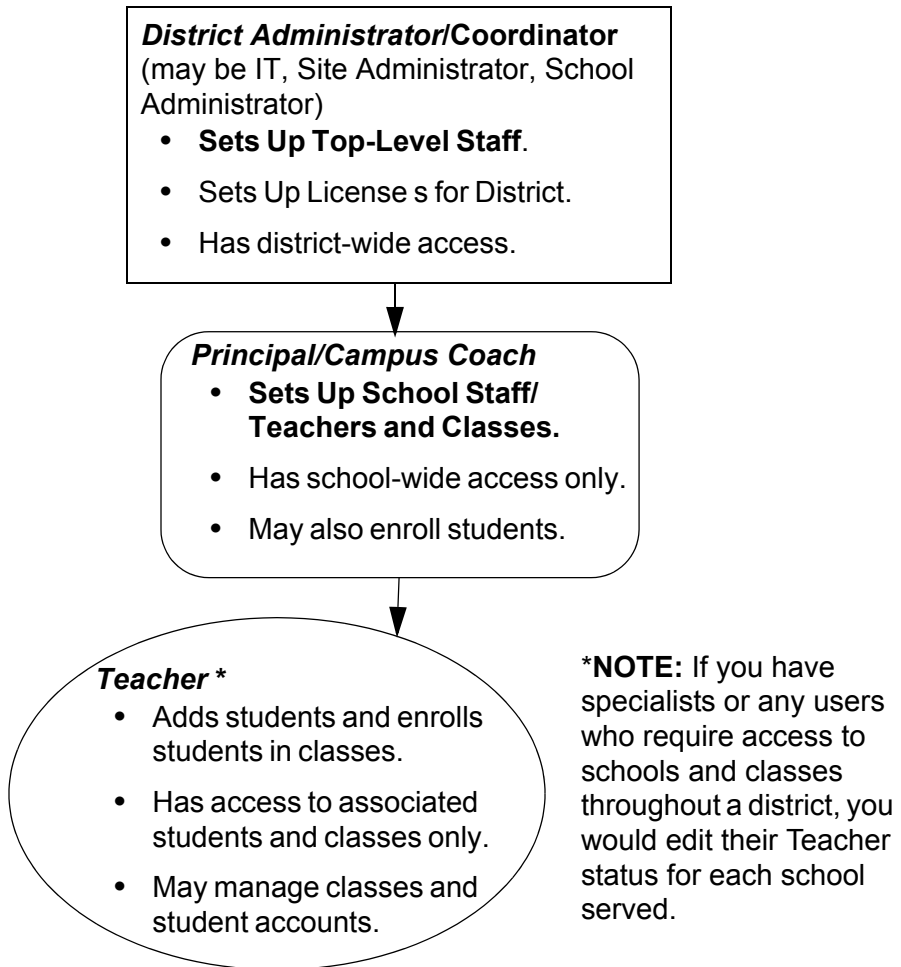 District Administrator/Coordinator
(may be IT, Site Administrator, School
Administrator)
• Sets Up Top-Level Staff.
• Sets Up License s for District.
• Has district-wide access.
Principal/Campus Coach
• Sets Up School Staff/
Teachers and Classes.
• Has school-wide access only.
• May also enroll students.
Teacher *
• Adds students and enrolls
students in classes.
• Has access to associated
students and classes only.
• May manage classes and
student accounts.
*NOTE: If you have
specialists or any users
who require access to
schools and classes
throughout a district, you
would edit their Teacher
status for each school
served.